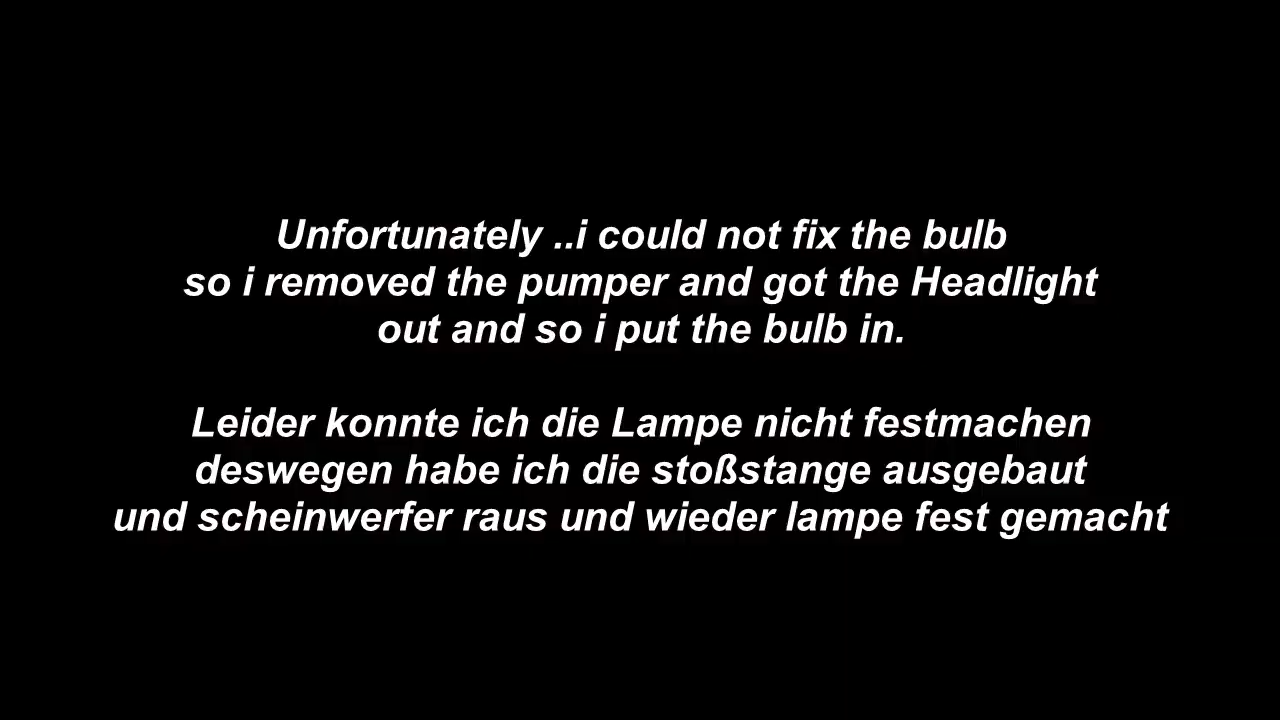 Unfortunately ..i could not fix the bulb
so i removed the pumper and got the Headlight
out and so i put the bulb in.
Leider konnte ich die Lampe nicht festmachen
deswegen habe ich die stoßstange ausgebaut
und scheinwerfer raus und wieder lampe fest gemacht